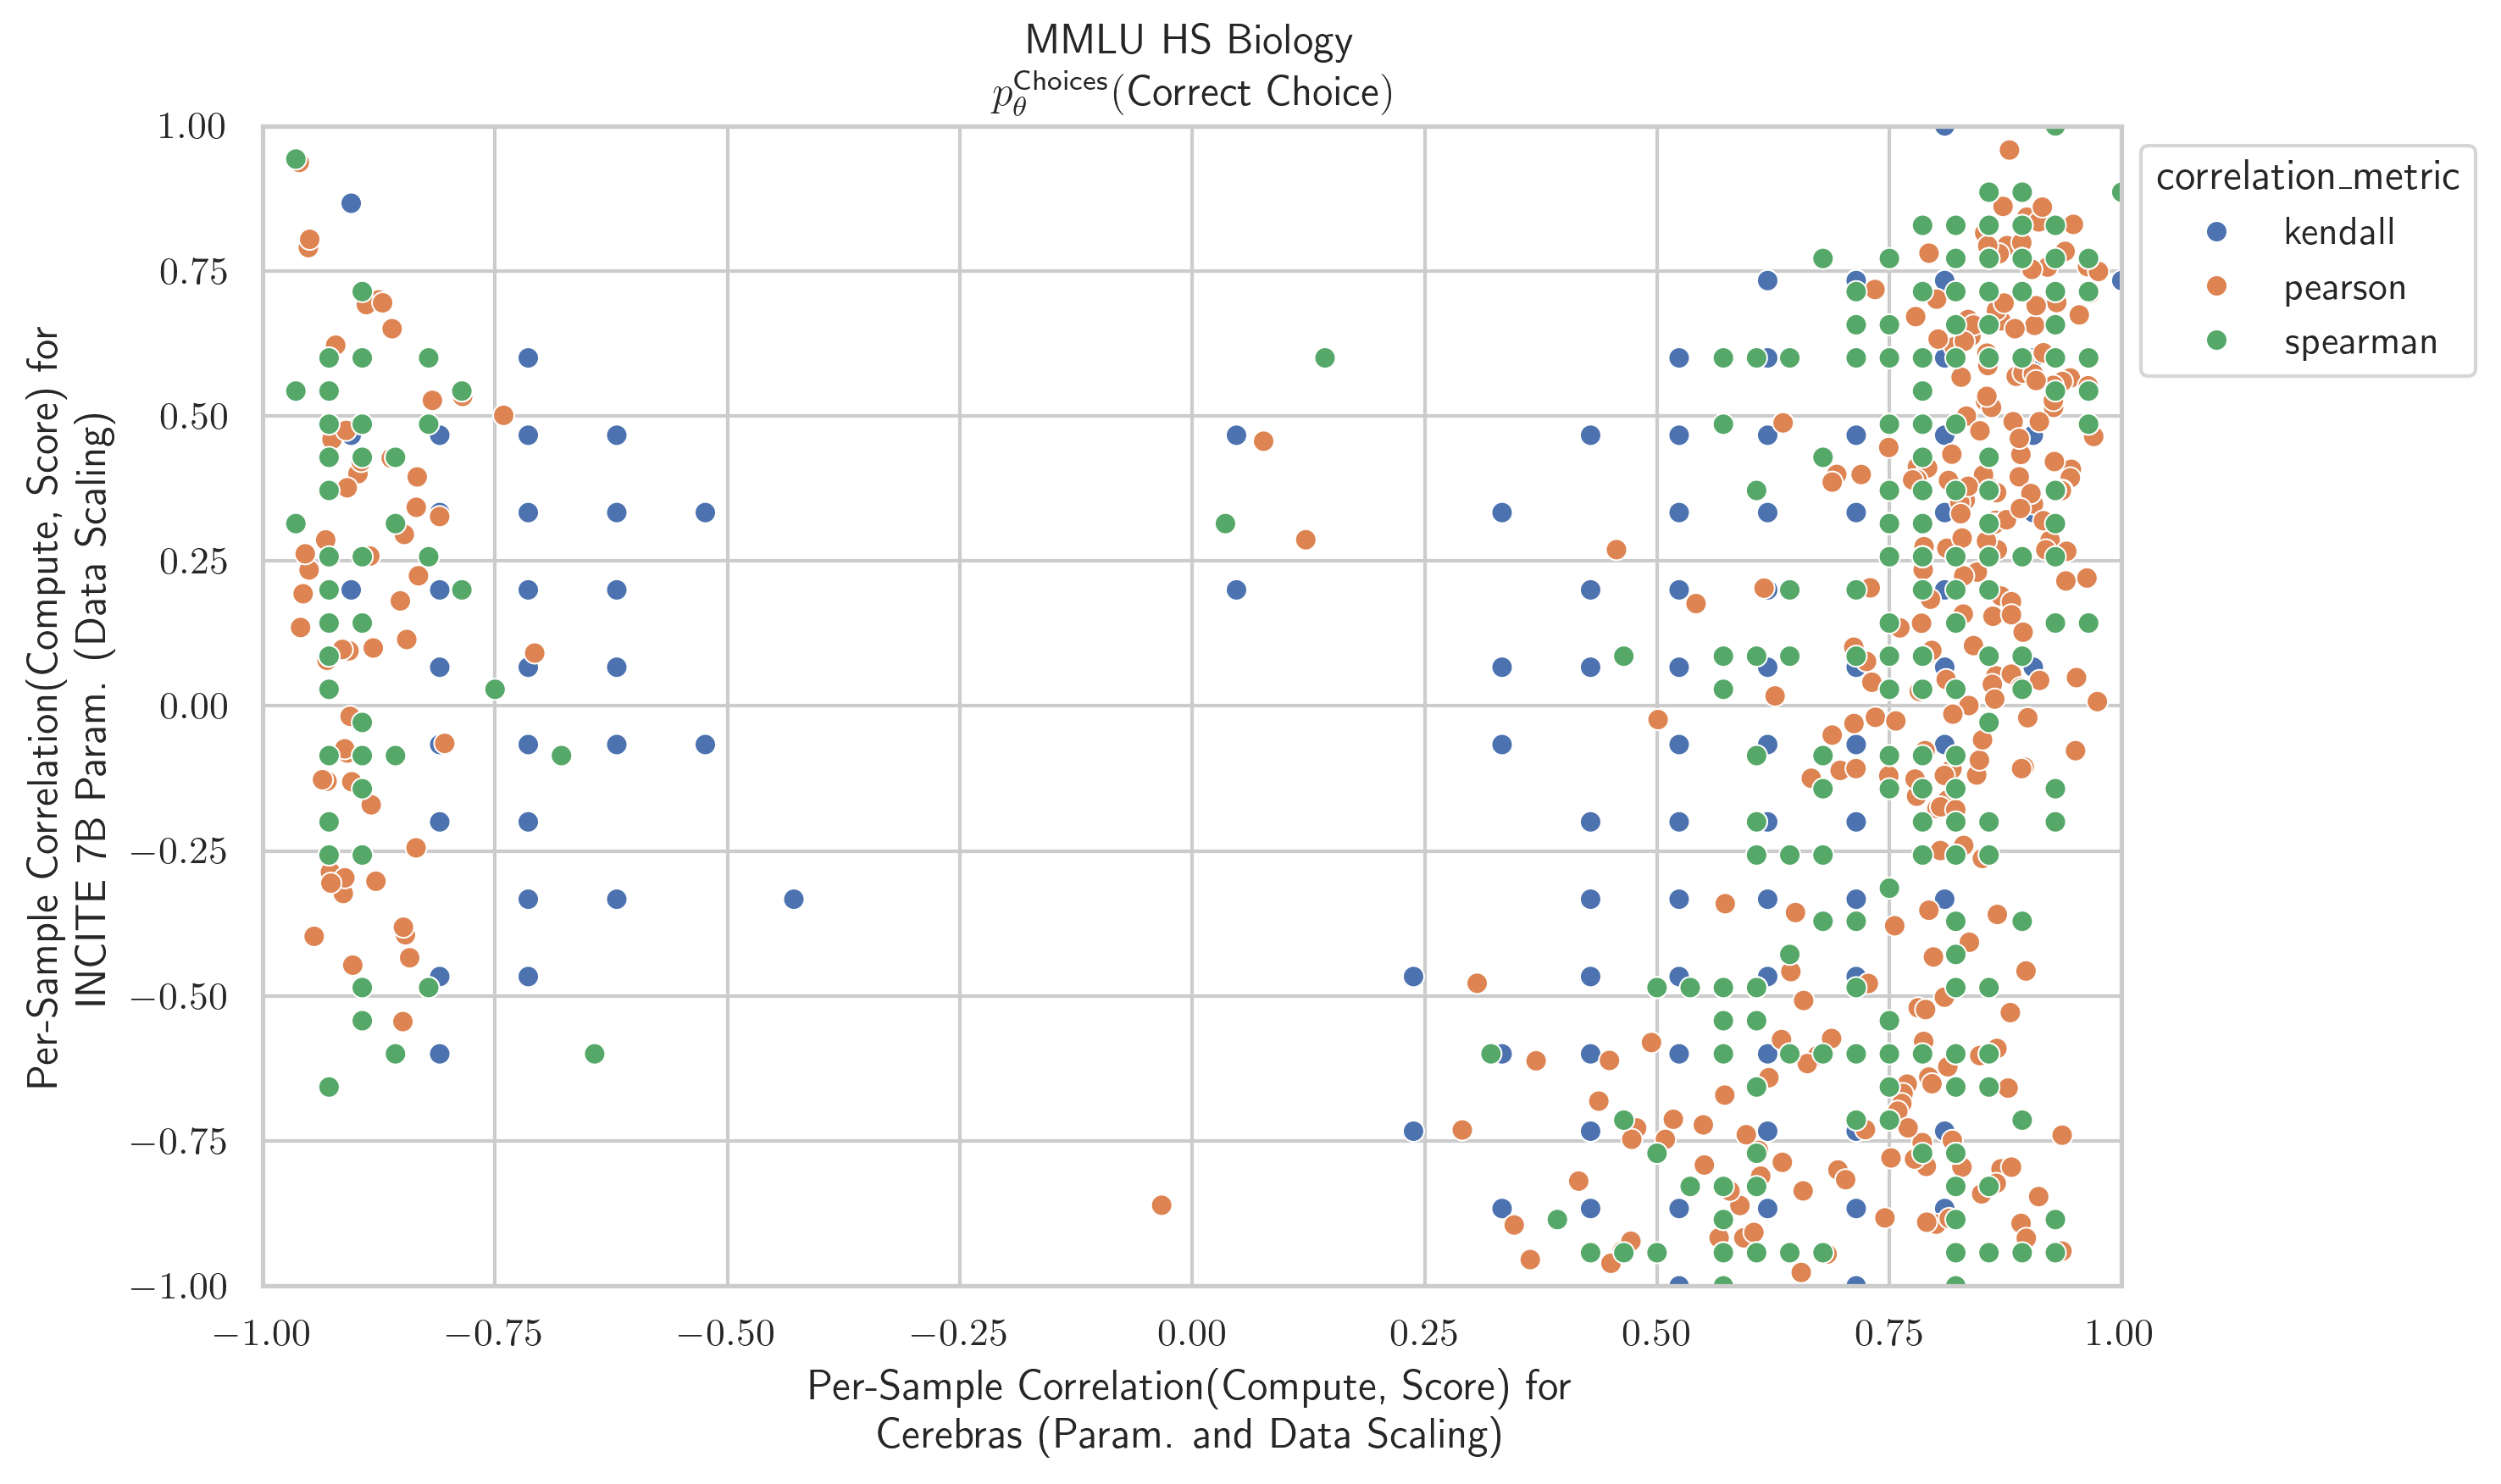 MMLU HS Biology
p_θ^Choices(Correct Choice)
1.00
0.75
0.50
0.25
0.00
−0.25
−0.50
−0.75
−1.00
Per-Sample Correlation(Compute, Score) for
INCITE 7B Param. (Data Scaling)
−1.00 −0.75 −0.50 −0.25 0.00 0.25 0.50 0.75 1.00
Per-Sample Correlation(Compute, Score) for
Cerebras (Param. and Data Scaling)
correlation_metric
kendall
pearson
spearman